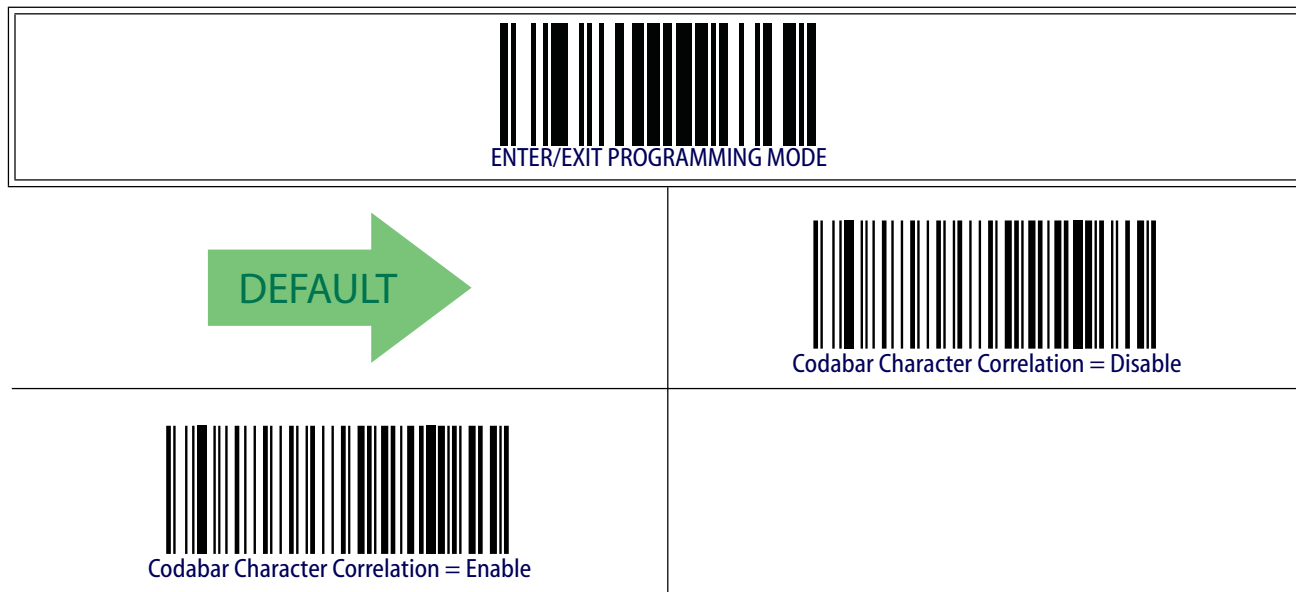 ENTER/EXIT PROGRAMMING MODE
DEFAULT
Codabar Character Correlation = Disable
Codabar Character Correlation = Enable